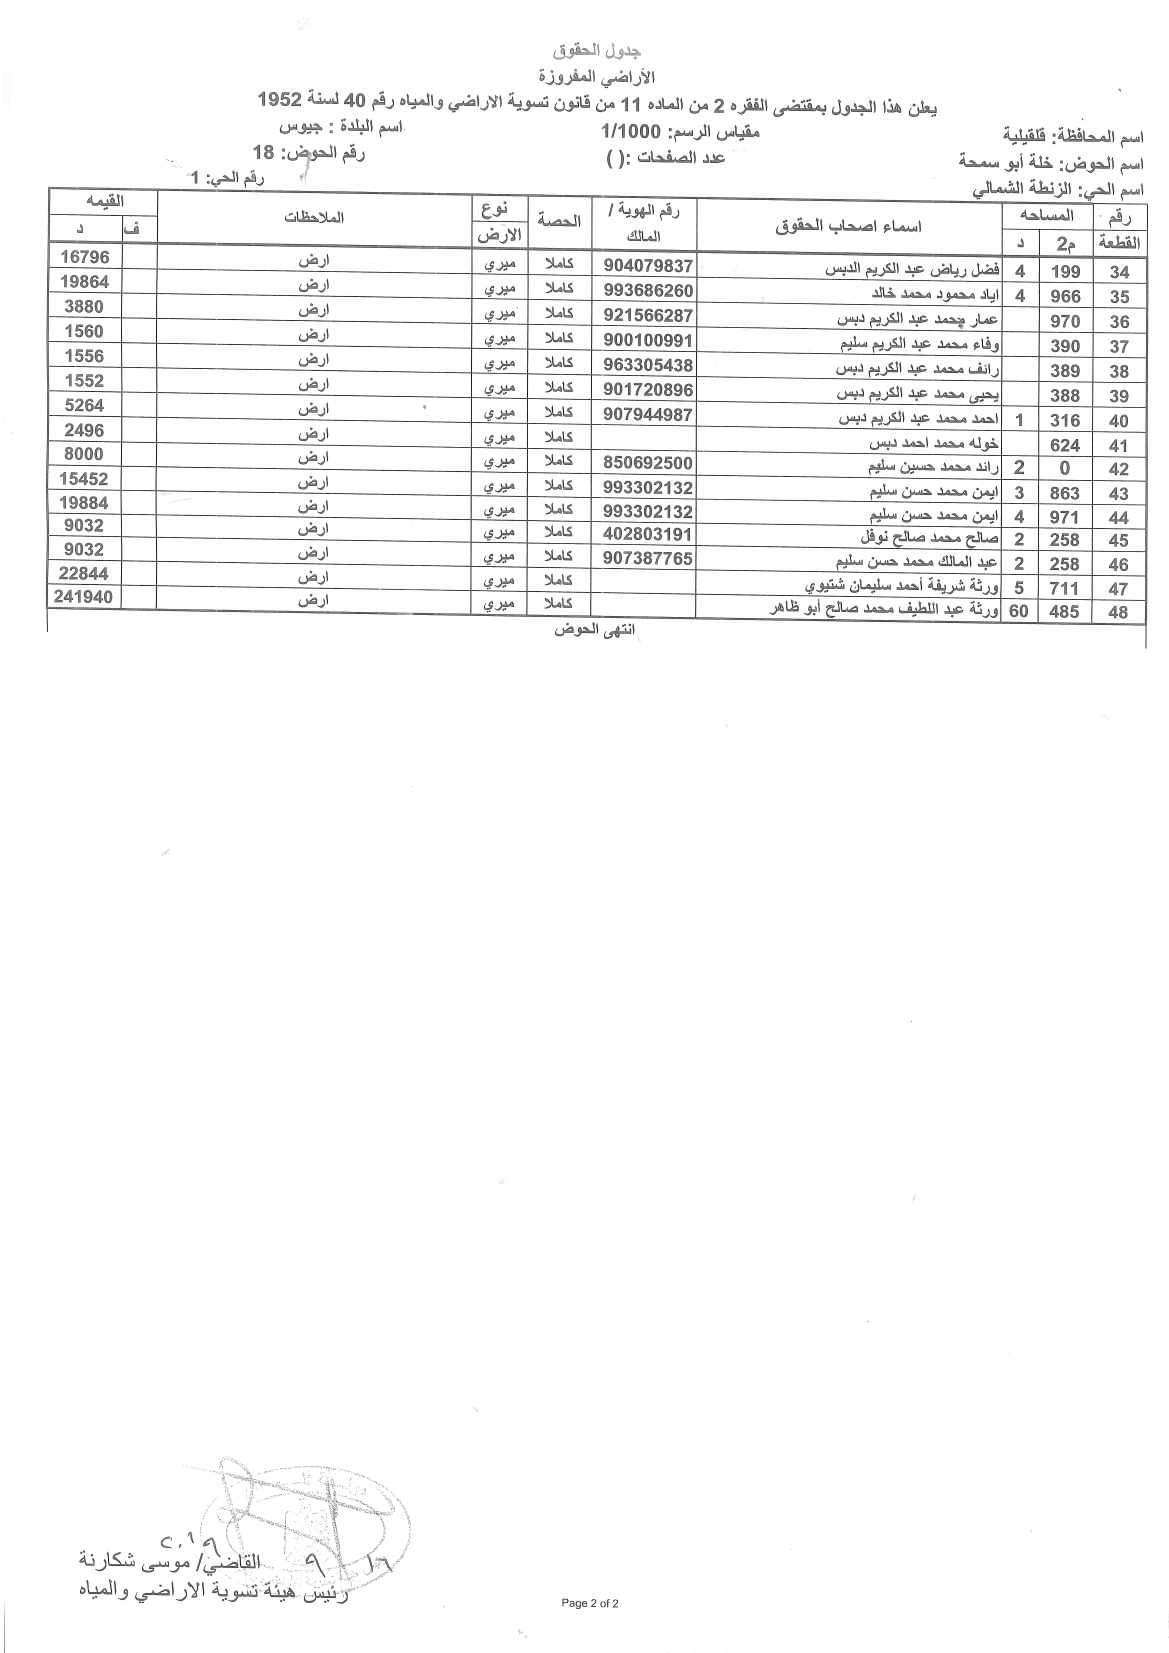 جدول الحقوق
الأراضي المفروزة
يعلن هذا الجدول بمقتضى الفقره 2 من الماده 11 من قانون تسوية الاراضي والمياه رقم 40 لسنة 1952
اسم المحافظة: قلقيلية مقياس الرسم: 1/1000 اسم البلدة : جيوس
اسم الحوض: خلة أبو سمحة عدد الصفحات :( ) رقم الحوض: 18
اسم الحي: الزنطة الشمالي رقم الحي: 1
رقم القطعة المساحه م2 د اسماء اصحاب الحقوق رقم الهوية / المالك الحصة نوع الارض الملاحظات القيمه ف د
34 199 4 فضل رياض عبد الكريم الدبس 904079837 كاملا ميري ارض 16796
35 966 4 اياد محمود محمد خالد 993686260 كاملا ميري ارض 19864
36 970 عمار محمد عبد الكريم دبس 921566287 كاملا ميري ارض 3880
37 390 وفاء محمد عبد الكريم سليم 900100991 كاملا ميري ارض 1560
38 389 رائف محمد عبد الكريم دبس 963305438 كاملا ميري ارض 1556
39 388 يحيى محمد عبد الكريم دبس 901720896 كاملا ميري ارض 1552
40 316 1 احمد محمد عبد الكريم دبس 907944987 كاملا ميري ارض 5264
41 624 خوله محمد احمد دبس كاملا ميري ارض 2496
42 0 2 رائد محمد حسين سليم 850692500 كاملا ميري ارض 8000
43 863 3 ايمن محمد حسن سليم 993302132 كاملا ميري ارض 15452
44 971 4 ايمن محمد حسن سليم 993302132 كاملا ميري ارض 19884
45 258 2 صالح محمد صالح نوفل 402803191 كاملا ميري ارض 9032
46 258 2 عبد المالك محمد حسن سليم 907387765 كاملا ميري ارض 9032
47 711 5 ورثة شريفة أحمد سليمان شتيوي كاملا ميري ارض 22844
48 485 60 ورثة عبد اللطيف محمد صالح أبو ظاهر كاملا ميري ارض 241940
انتهى الحوض
القاضي/ موسى شكارنة
رئيس هيئة تسوية الاراضي والمياه
Page 2 of 2